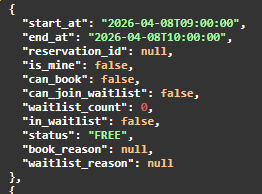 {
"start_at": "2026-04-08T09:00:00",
"end_at": "2026-04-08T10:00:00",
"reservation_id": null,
"is_mine": false,
"can_book": false,
"can_join_waitlist": false,
"waitlist_count": 0,
"in_waitlist": false,
"status": "FREE",
"book_reason": null,
"waitlist_reason": null
},
{